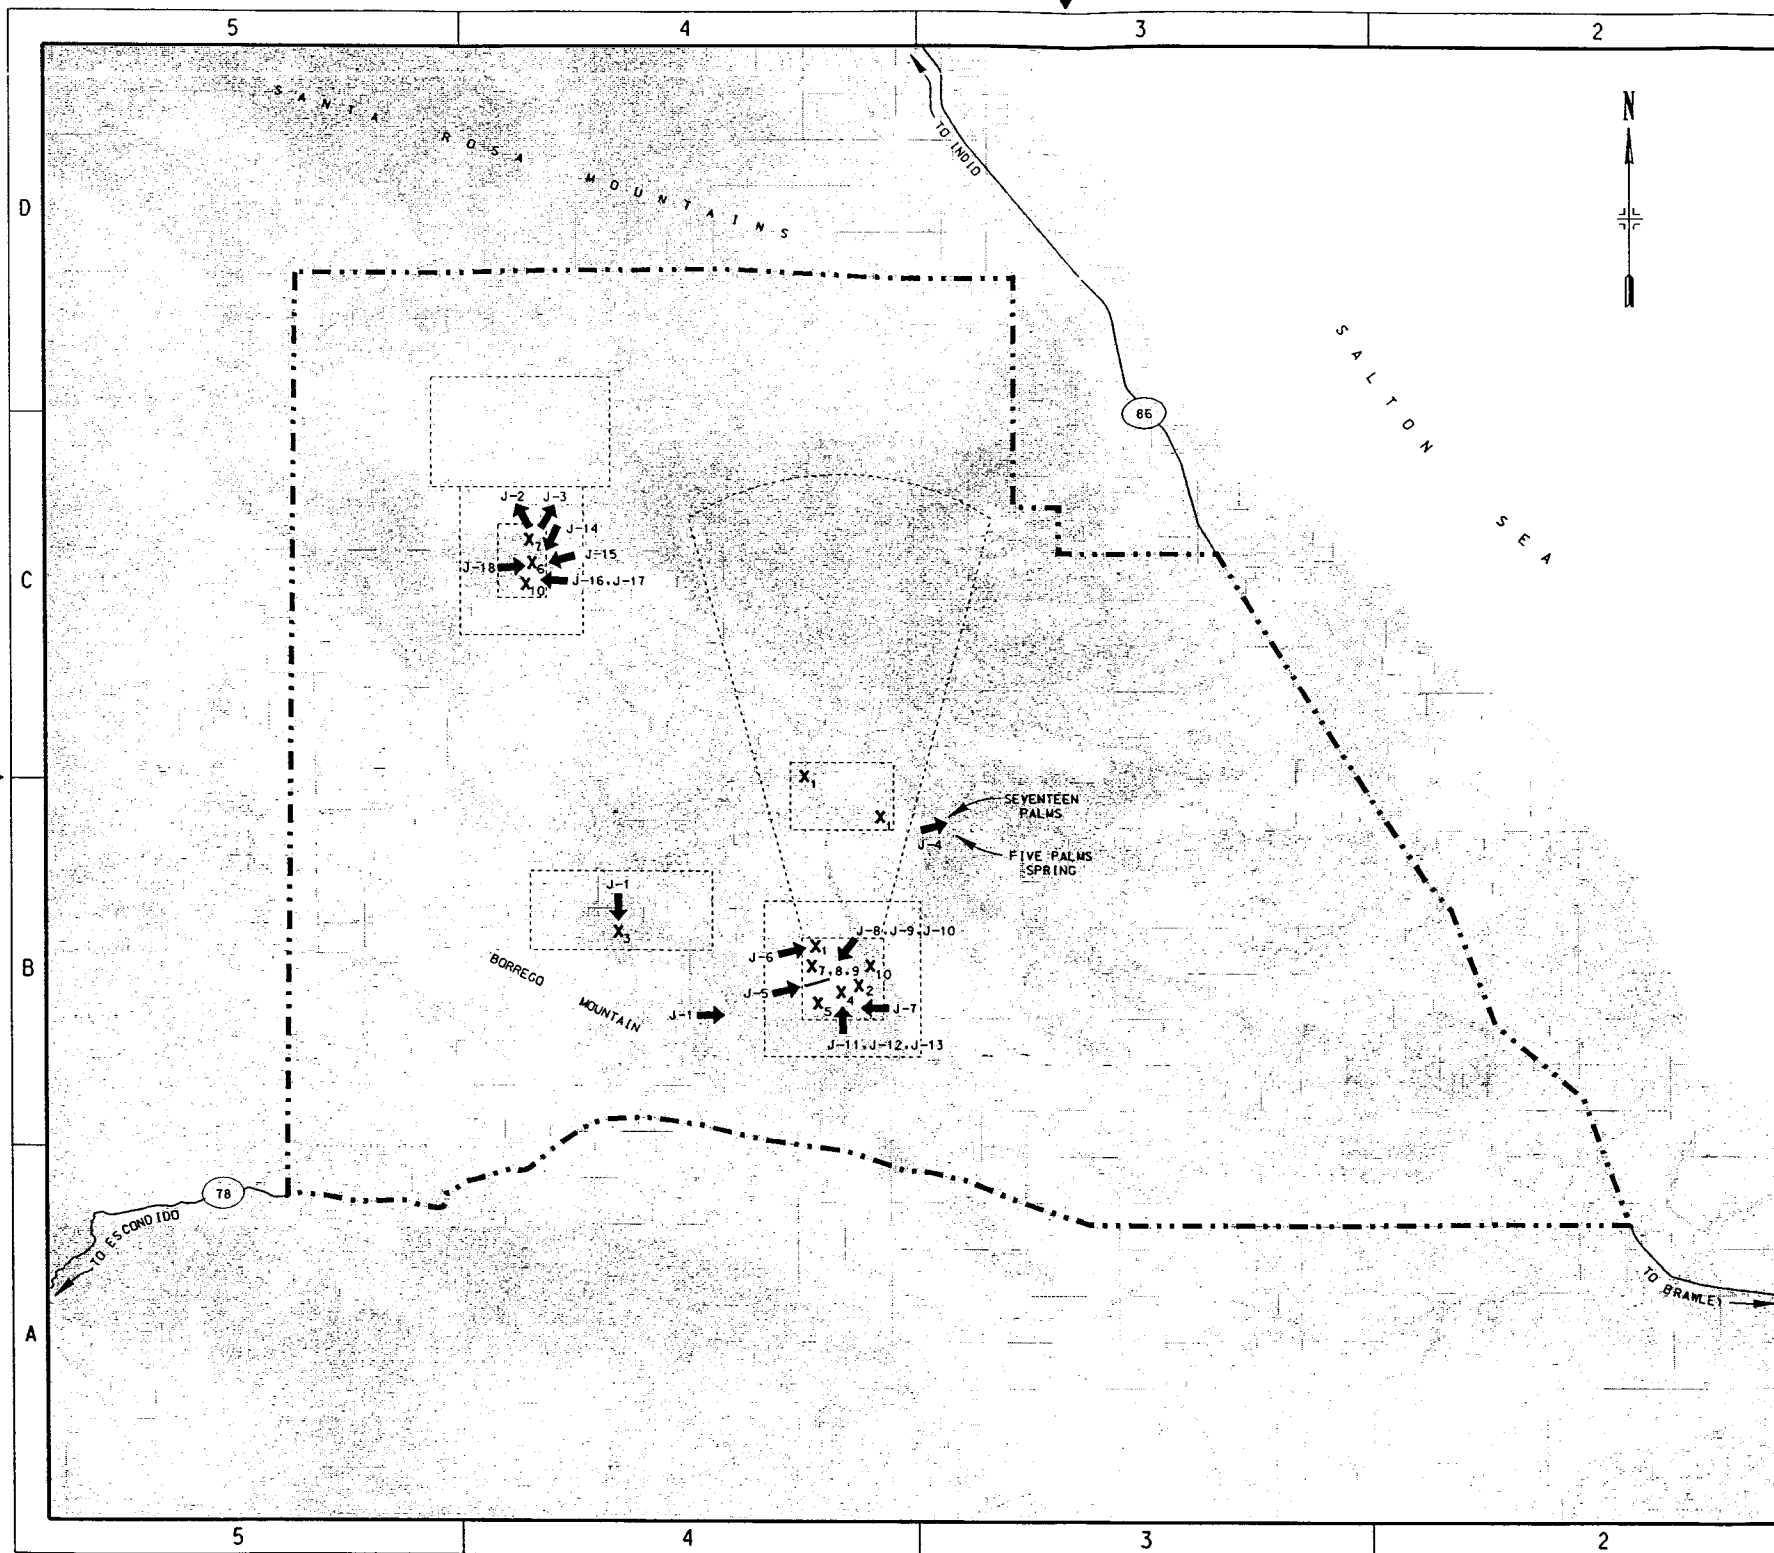 5 4 3 2
SANTA ROSA MOUNTAINS
N
TO INDIO
D
SALTON SEA
86
J-2 J-3
J-14
X7
J-15
X6
J-18
J-16,J-17
X10
C
X1
X
SEVENTEEN
PALMS
J-4
FIVE PALMS
SPRING
J-1
X3
J-8,J-9,J-10
J-6
X1
X7,8,9
X10
B
BORREGO
MOUNTAIN
J-5
X2
X4
X5
J-7
J-1
J-11,J-12,J-13
78
TO ESCONDIDO
TO BRAWLEY
A
5 4 3 2